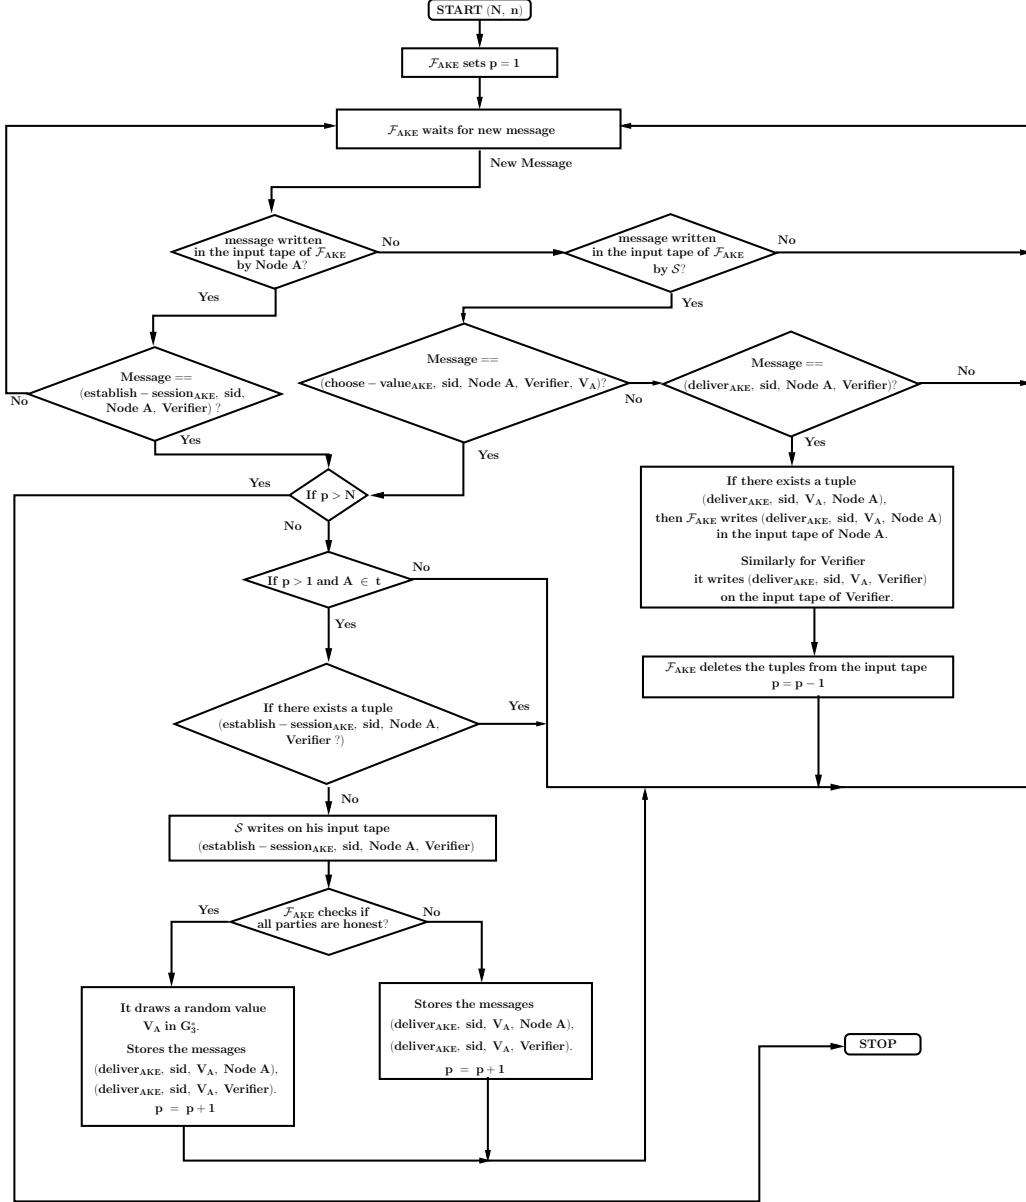 START (N, n)
F_AKE sets p = 1
F_AKE waits for new message
New Message
message written
in the input tape of F_AKE
by Node A?
No
message written
in the input tape of F_AKE
by S?
No
Yes
Yes
Message ==
(establish − session_AKE, sid,
Node A, Verifier) ?
No
Yes
Message ==
(choose − value_AKE, sid, Node A, Verifier, V_A)?
No
Yes
Message ==
(deliver_AKE, sid, Node A, Verifier)?
No
Yes
If p > N
Yes
No
If there exists a tuple
(deliver_AKE, sid, V_A, Node A),
then F_AKE writes (deliver_AKE, sid, V_A, Node A)
in the input tape of Node A.
Similarly for Verifier
it writes (deliver_AKE, sid, V_A, Verifier)
on the input tape of Verifier.
If p > 1 and A ∈ t
No
Yes
F_AKE deletes the tuples from the input tape
p = p − 1
If there exists a tuple
(establish − session_AKE, sid, Node A,
Verifier ?)
Yes
No
S writes on his input tape
(establish − session_AKE, sid, Node A, Verifier)
F_AKE checks if
all parties are honest?
Yes
No
It draws a random value
V_A in G_3^*.
Stores the messages
(deliver_AKE, sid, V_A, Node A),
(deliver_AKE, sid, V_A, Verifier).
p = p + 1
Stores the messages
(deliver_AKE, sid, V_A, Node A),
(deliver_AKE, sid, V_A, Verifier).
p = p + 1
STOP